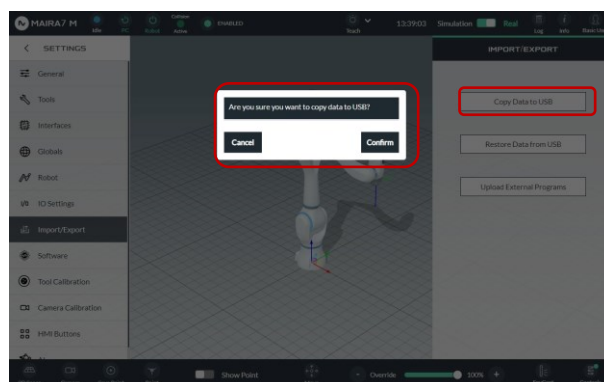 MAIRA7 M
Idle
PC
Robot
Collision
Active
ENABLED
Teach
13:39:03
Simulation
Real
Log
Info
SETTINGS
IMPORT/EXPORT
General
Tools
Interfaces
Globals
Robot
I/O
IO Settings
Import/Export
Software
Tool Calibration
Camera Calibration
HMI Buttons
Are you sure you want to copy data to USB?
Cancel
Confirm
Copy Data to USB
Restore Data from USB
Upload External Programs
Show Point
-
Override
100%
+